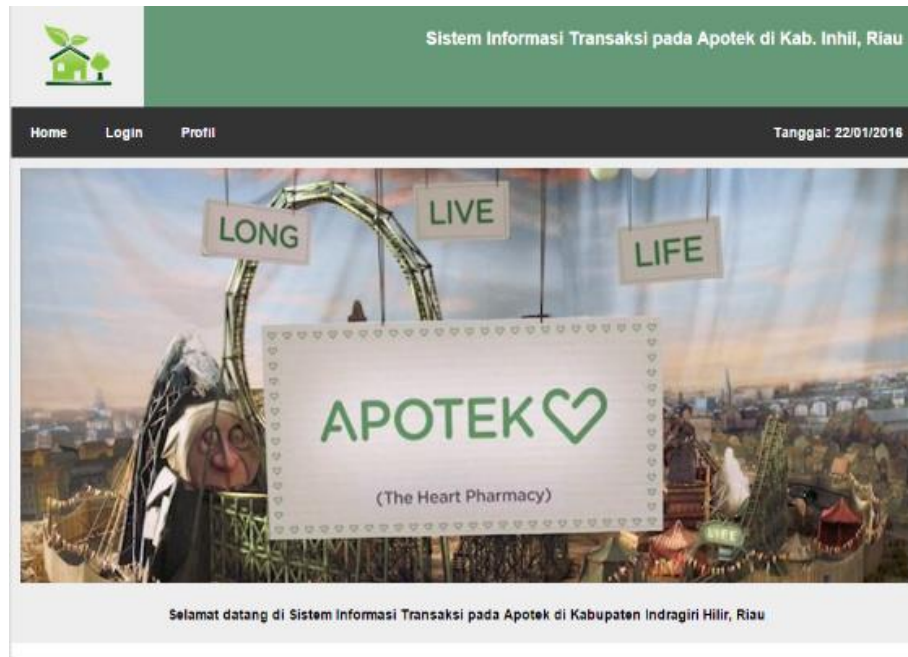 Sistem Informasi Transaksi pada Apotek di Kab. Inhil, Riau
Home Login Profil Tanggal: 22/01/2016
LONG
LIVE
LIFE
APOTEK
(The Heart Pharmacy)
LIFE
Selamat datang di Sistem Informasi Transaksi pada Apotek di Kabupaten Indragiri Hilir, Riau